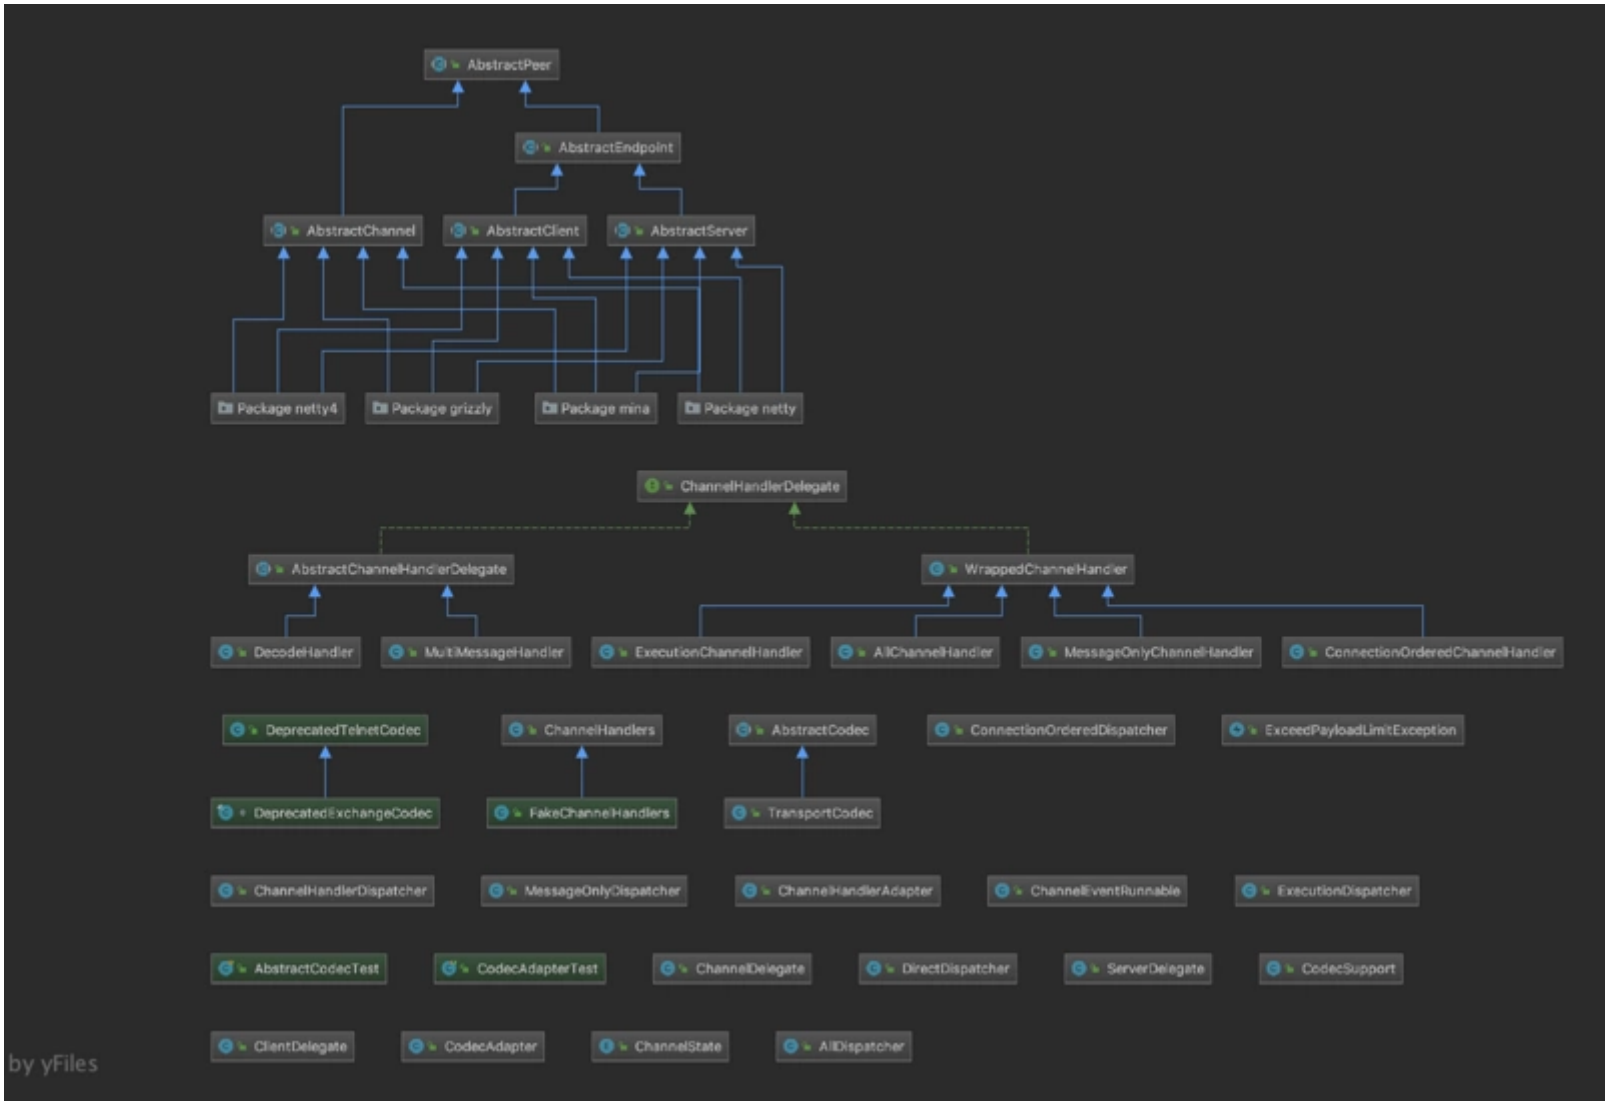 AbstractPeer
AbstractEndpoint
AbstractChannel AbstractClient AbstractServer
Package netty4 Package grizzly Package mina Package netty
ChannelHandlerDelegate
AbstractChannelHandlerDelegate WrappedChannelHandler
DecodeHandler MultiMessageHandler ExecutionChannelHandler AllChannelHandler MessageOnlyChannelHandler ConnectionOrderedChannelHandler
DeprecatedTelnetCodec ChannelHandlers AbstractCodec ConnectionOrderedDispatcher ExceedPayloadLimitException
DeprecatedExchangeCodec FakeChannelHandlers TransportCodec
ChannelHandlerDispatcher MessageOnlyDispatcher ChannelHandlerAdapter ChannelEventRunnable ExecutionDispatcher
AbstractCodecTest CodecAdapterTest ChannelDelegate DirectDispatcher ServerDelegate CodecSupport
ClientDelegate CodecAdapter ChannelState AllDispatcher
by yFiles